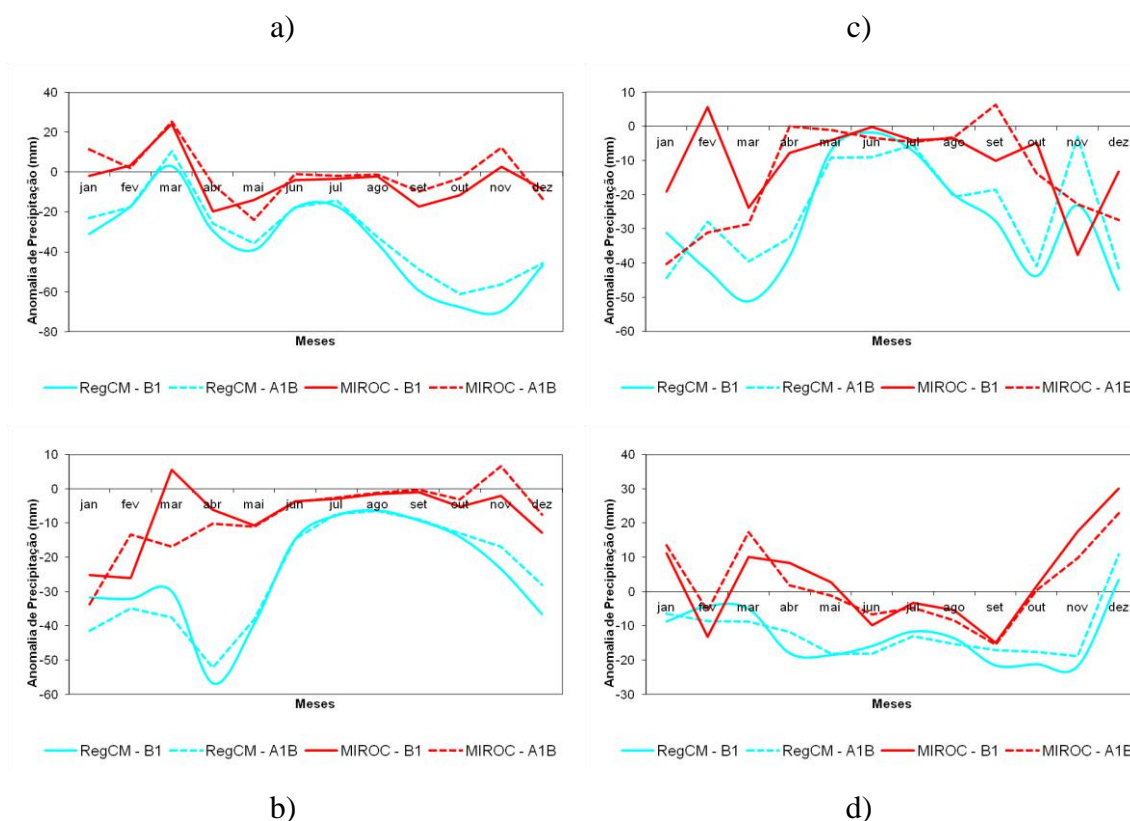 a)
c)
Anomalia de Precipitação (mm)
40
20
0
-20
-40
-60
-80
jan fev mar abr mai jun jul ago set out nov dez
Meses
RegCM - B1 RegCM - A1B MIROC - B1 MIROC - A1B
Anomalia de Precipitação (mm)
10
0
-10
-20
-30
-40
-50
-60
jan fev mar abr mai jun jul ago set out nov dez
Meses
RegCM - B1 RegCM - A1B MIROC - B1 MIROC - A1B
Anomalia de Precipitação (mm)
10
0
-10
-20
-30
-40
-50
-60
jan fev mar abr mai jun jul ago set out nov dez
Meses
RegCM - B1 RegCM - A1B MIROC - B1 MIROC - A1B
Anomalia de Precipitação (mm)
40
30
20
10
0
-10
-20
-30
jan fev mar abr mai jun jul ago set out nov dez
Meses
RegCM - B1 RegCM - A1B MIROC - B1 MIROC - A1B
b)
d)